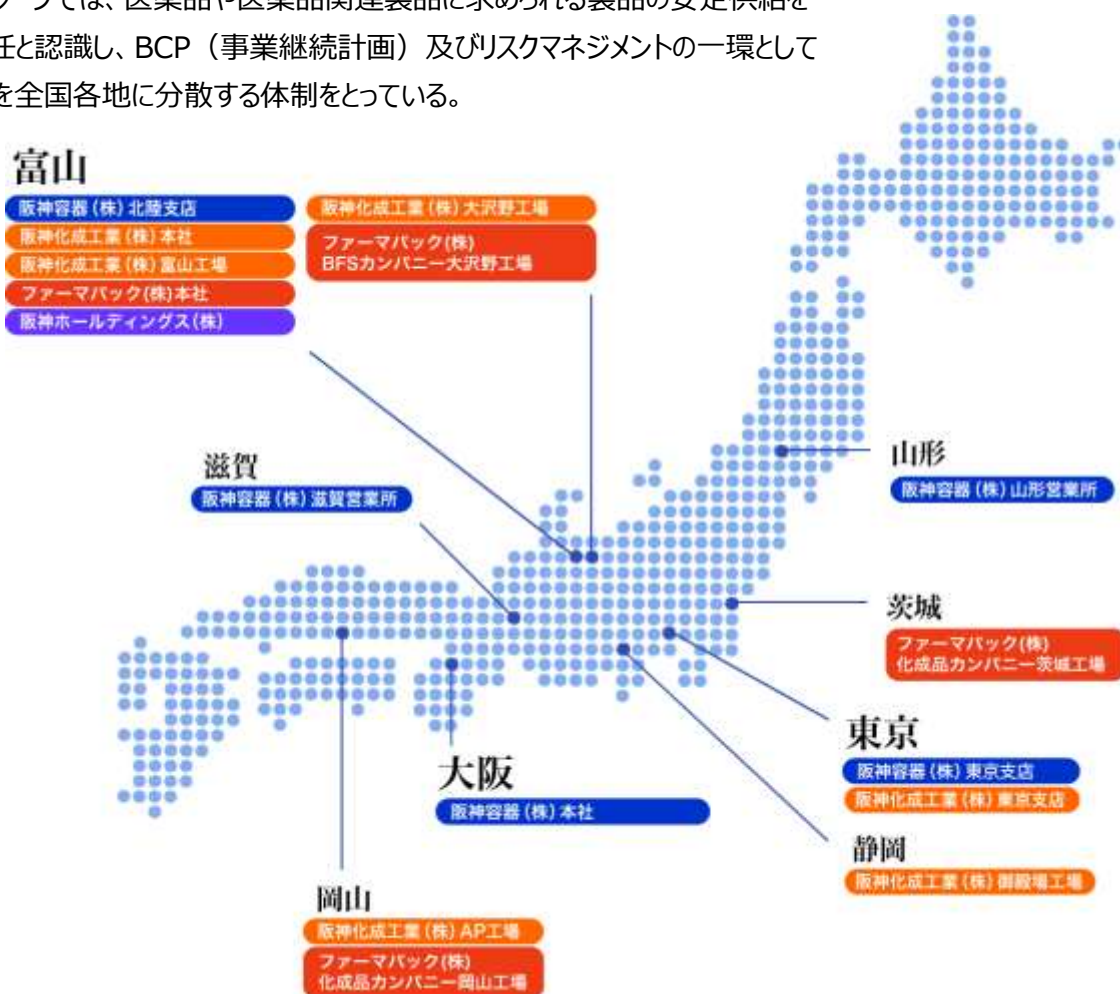 ープでは、医薬品や医薬品関連製品に求められる製品の安定供給を
任と認識し、BCP（事業継続計画）及びリスクマネジメントの一環として
を全国各地に分散する体制をとっている。
富山
阪神容器(株)北陸支店
阪神化成工業(株)本社
阪神化成工業(株)富山工場
ファーマパック(株)本社
阪神ホールディングス(株)
阪神化成工業(株)大沢野工場
ファーマパック(株)
BFSカンパニー大沢野工場
滋賀
阪神容器(株)滋賀営業所
山形
阪神容器(株)山形営業所
茨城
ファーマパック(株)
化成品カンパニー茨城工場
東京
阪神容器(株)東京支店
阪神化成工業(株)東京支店
大阪
阪神容器(株)本社
静岡
阪神化成工業(株)御殿場工場
岡山
阪神化成工業(株)AP工場
ファーマパック(株)
化成品カンパニー岡山工場